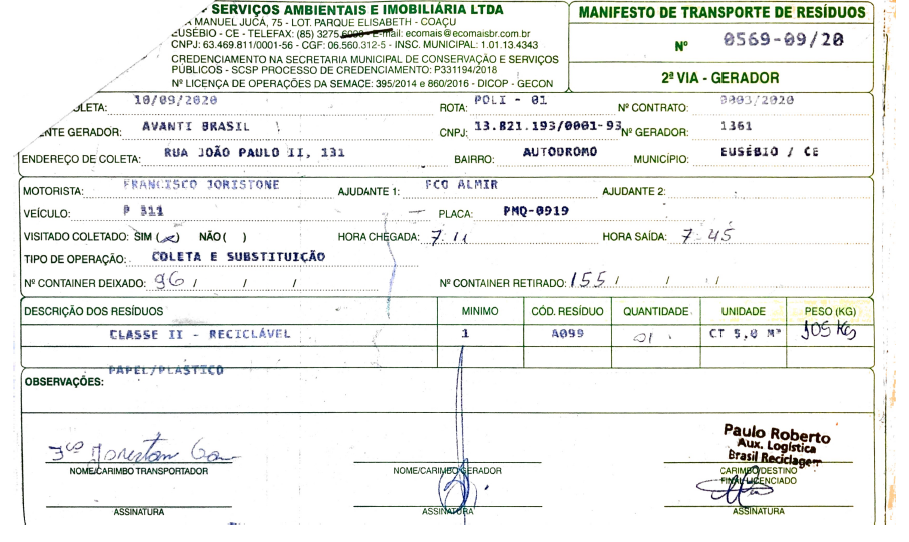 SERVIÇOS AMBIENTAIS E IMOBILIÁRIA LTDA
MANUEL JUCÁ, 75 - LOT. PARQUE ELISABETH - COAÇU
EUSÉBIO - CE - TELEFAX: (85) 3275 - E-mail: ecomais@ecomaisbr.com.br
CNPJ: 63.469.811/0001-56 - CGF: 06.560.312-5 - INSC. MUNICIPAL: 1.01.13.4343
CREDENCIAMENTO NA SECRETARIA MUNICIPAL DE CONSERVAÇÃO E SERVIÇOS
PÚBLICOS - SCSP PROCESSO DE CREDENCIAMENTO: P331194/2018
Nº LICENÇA DE OPERAÇÕES DA SEMACE: 395/2014 e 860/2016 - DICOP - GECON
MANIFESTO DE TRANSPORTE DE RESÍDUOS
Nº 0569-09/20
2ª VIA - GERADOR
OLETA: 10/09/2020 ROTA: POLI - 01 Nº CONTRATO: 0003/2020
ENTE GERADOR: AVANTI BRASIL CNPJ: 13.821.193/0001-93 Nº GERADOR: 1361
ENDEREÇO DE COLETA: RUA JOÃO PAULO II, 131 BAIRRO: AUTODROMO MUNICÍPIO: EUSÉBIO / CE
MOTORISTA: FRANCISCO JORISTONE AJUDANTE 1: FCO ALMIR AJUDANTE 2:
VEÍCULO: P 311 PLACA: PMQ-0919
VISITADO COLETADO: SIM (x) NÃO ( ) HORA CHEGADA: 7:11 HORA SAÍDA: 7:45
TIPO DE OPERAÇÃO: COLETA E SUBSTITUIÇÃO
Nº CONTAINER DEIXADO: 96 / / / Nº CONTAINER RETIRADO: 155 / / /
DESCRIÇÃO DOS RESÍDUOS MINIMO CÓD. RESÍDUO QUANTIDADE UNIDADE PESO (KG)
CLASSE II - RECICLÁVEL 1 A099 01 CT 5,0 M³ 105 Kg
PAPEL/PLASTICO
OBSERVAÇÕES:
Paulo Roberto
Aux. Logística
Brasil Reciclagem
NOME/CARIMBO TRANSPORTADOR NOME/CARIMBO GERADOR CARIMBO/DESTINO
FINAL LICENCIADO
ASSINATURA ASSINATURA ASSINATURA